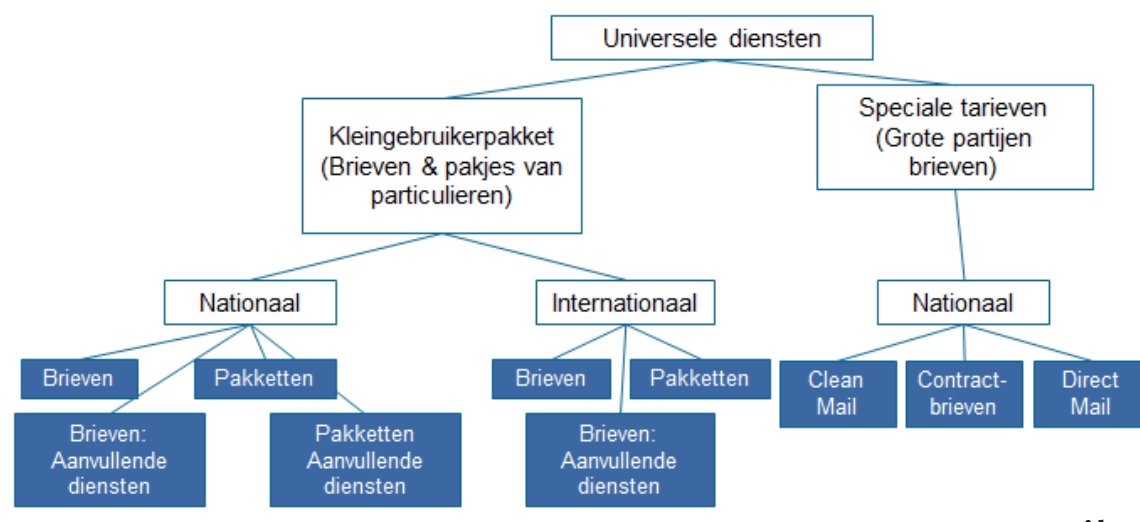 Universele diensten
Kleingebruikerpakket
(Brieven & pakjes van
particulieren)
Speciale tarieven
(Grote partijen
brieven)
Nationaal
Internationaal
Nationaal
Brieven
Pakketten
Brieven
Pakketten
Clean
Mail
Contract-
brieven
Direct
Mail
Brieven:
Aanvullende
diensten
Pakketten
Aanvullende
diensten
Brieven:
Aanvullende
diensten